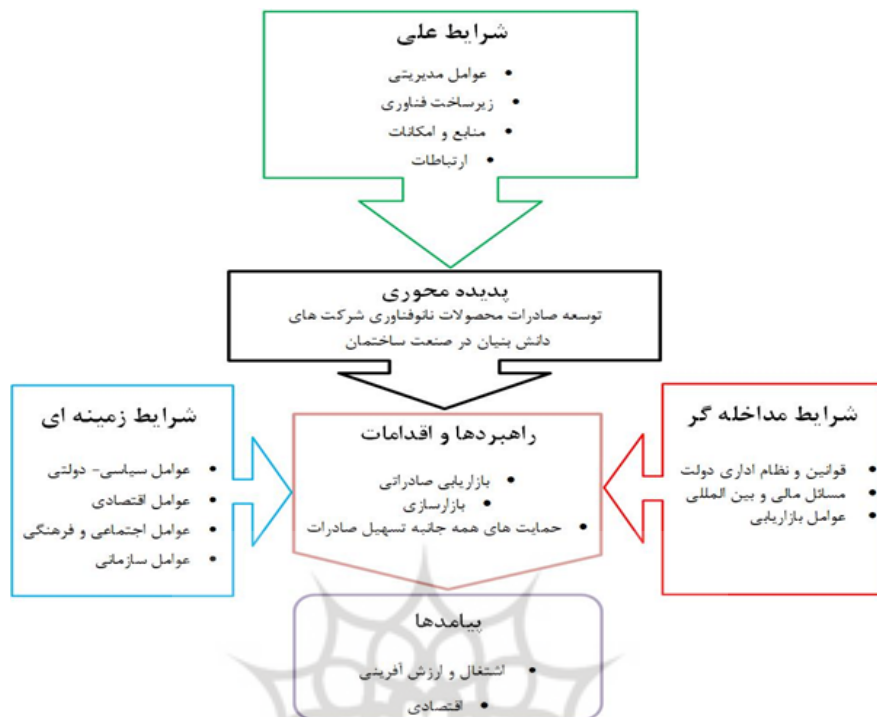 شرایط علی
• عوامل مدیریتی
• زیرساخت فناوری
• منابع و امکانات
• ارتباطات
پدیده محوری
توسعه صادرات محصولات نانوفناوری شرکت های
دانش بنیان در صنعت ساختمان
شرایط مداخله گر
• قوانین و نظام اداری دولت
• مسائل مالی و بین المللی
• عوامل بازاریابی
راهبردها و اقدامات
• بازاریابی صادراتی
• بازارسازی
• حمایت های همه جانبه تسهیل صادرات
شرایط زمینه ای
• عوامل سیاسی- دولتی
• عوامل اقتصادی
• عوامل اجتماعی و فرهنگی
• عوامل سازمانی
پیامدها
• اشتغال و ارزش آفرینی
• اقتصادی